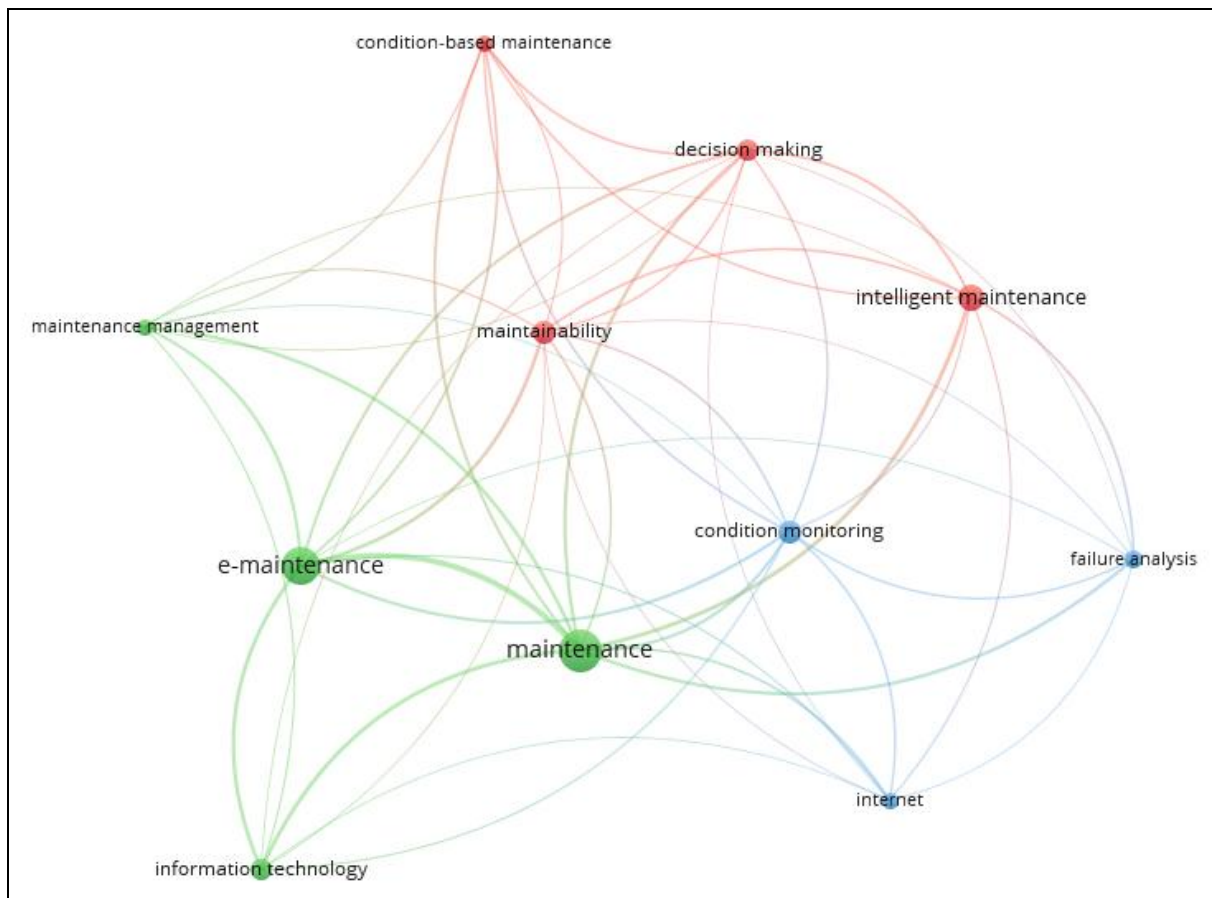 condition-based maintenance
decision making
intelligent maintenance
maintenance management
maintainability
condition monitoring
failure analysis
e-maintenance
maintenance
internet
information technology